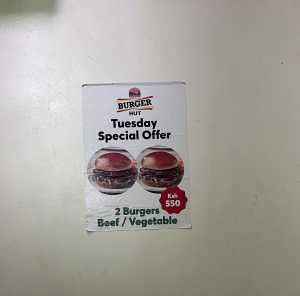 BURGER
HUT
Tuesday
Special Offer
Ksh
550
2 Burgers
Beef / Vegetable